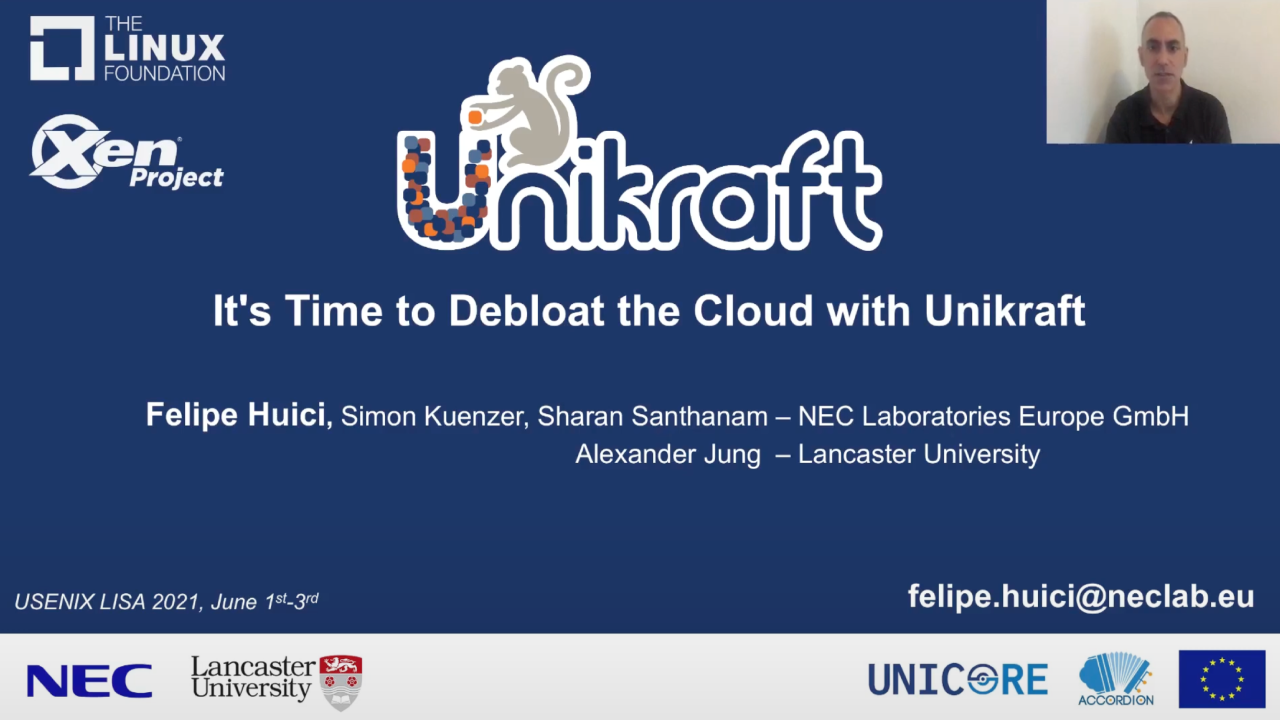 THE
LINUX
FOUNDATION
Xen® Project
Unikraft
It's Time to Debloat the Cloud with Unikraft
Felipe Huici, Simon Kuenzer, Sharan Santhanam – NEC Laboratories Europe GmbH
Alexander Jung – Lancaster University
USENIX LISA 2021, June 1st-3rd
felipe.huici@neclab.eu
NEC
Lancaster
University
UNICORE
ACCORDION